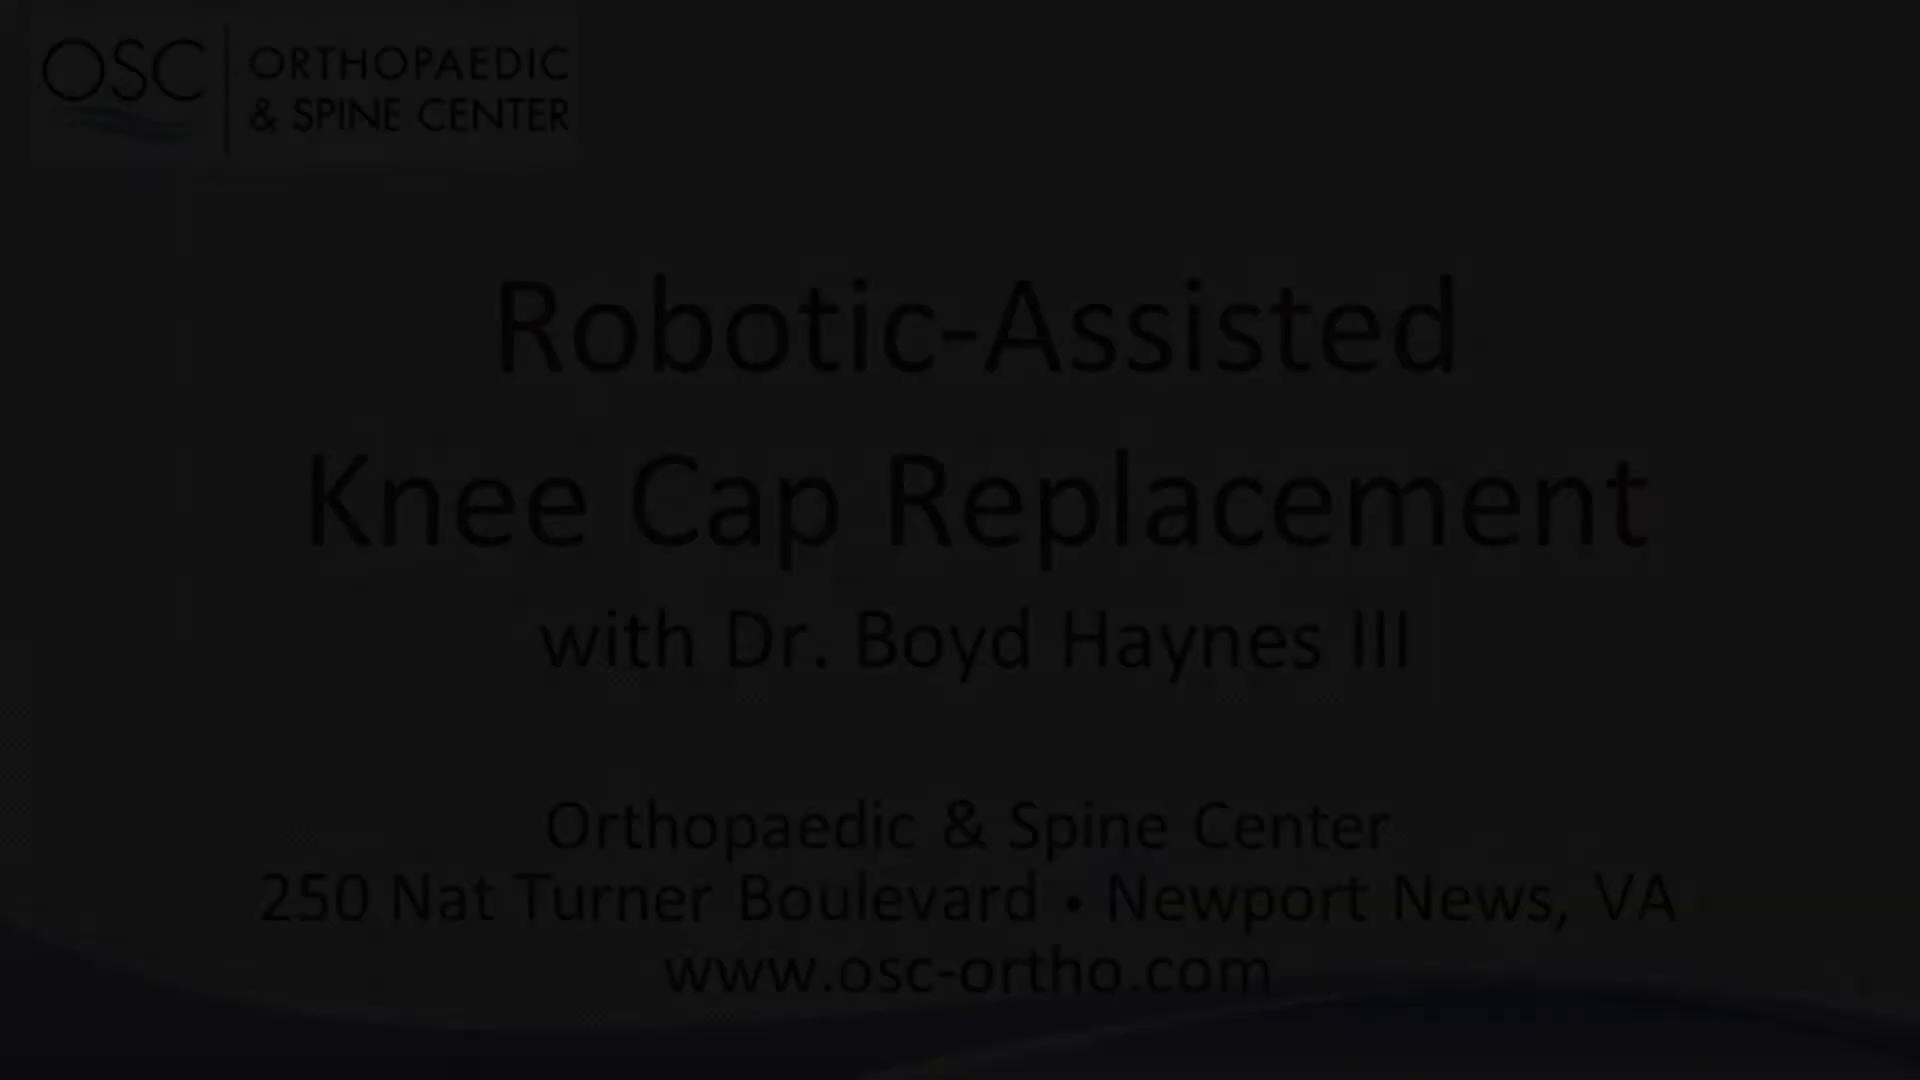 OSC
ORTHOPAEDIC
& SPINE CENTER
Robotic-Assisted
Knee Cap Replacement
with Dr. Boyd Haynes III
Orthopaedic & Spine Center
250 Nat Turner Boulevard • Newport News, VA
www.osc-ortho.com